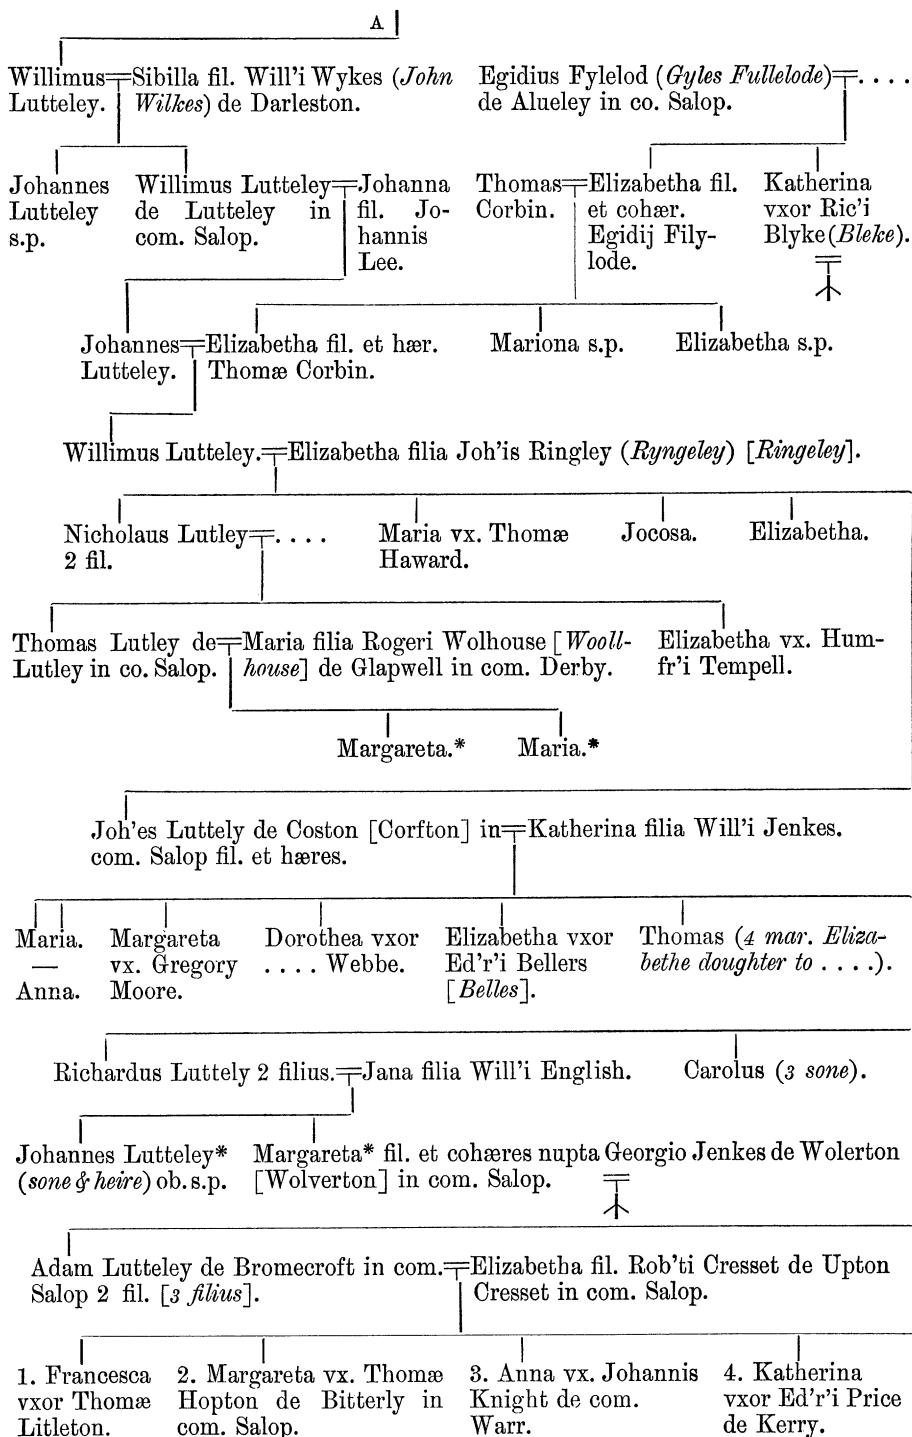 A
Willimus Sibilla fil. Will'i Wykes (John
Lutteley. Wilkes) de Darleston.
Egidius Fylelod (Gyles Fullelode) . . . .
de Alueley in co. Salop.
Johannes
Lutteley
s.p.
Willimus Lutteley
de Lutteley in
com. Salop.
Johanna
fil. Jo-
hannis
Lee.
Thomas
Corbin.
Elizabetha fil.
et cohær.
Egidij Fily-
lode.
Katherina
vxor Ric'i
Blyke (Bleke).
Johannes
Lutteley.
Elizabetha fil. et hær.
Thomæ Corbin.
Mariona s.p.
Elizabetha s.p.
Willimus Lutteley. Elizabetha filia Joh'is Ringley (Ryngeley) [Ringeley].
Nicholaus Lutley . . . .
2 fil.
Maria vx. Thomæ
Haward.
Jocosa.
Elizabetha.
Thomas Lutley de
Lutley in co. Salop.
Maria filia Rogeri Wolhouse [Wooll-
house] de Glapwell in com. Derby.
Elizabetha vx. Hum-
fr'i Tempell.
Margareta.*
Maria.*
Joh'es Luttely de Coston [Corfton] in
com. Salop fil. et hæres.
Katherina filia Will'i Jenkes.
Maria.
—
Anna.
Margareta
vx. Gregory
Moore.
Dorothea vxor
. . . . Webbe.
Elizabetha vxor
Ed'r'i Bellers
[Belles].
Thomas (4 mar. Eliza-
bethe doughter to . . . .).
Richardus Luttely 2 filius. Jana filia Will'i English.
Carolus (3 sone).
Johannes Lutteley*
(sone & heire) ob. s.p.
Margareta* fil. et cohæres nupta Georgio Jenkes de Wolerton
[Wolverton] in com. Salop.
Adam Lutteley de Bromecroft in com.
Salop 2 fil. [3 filius].
Elizabetha fil. Rob'ti Cresset de Upton
Cresset in com. Salop.
1. Francesca
vxor Thomæ
Litleton.
2. Margareta vx. Thomæ
Hopton de Bitterly in
com. Salop.
3. Anna vx. Johannis
Knight de com.
Warr.
4. Katherina
vxor Ed'r'i Price
de Kerry.